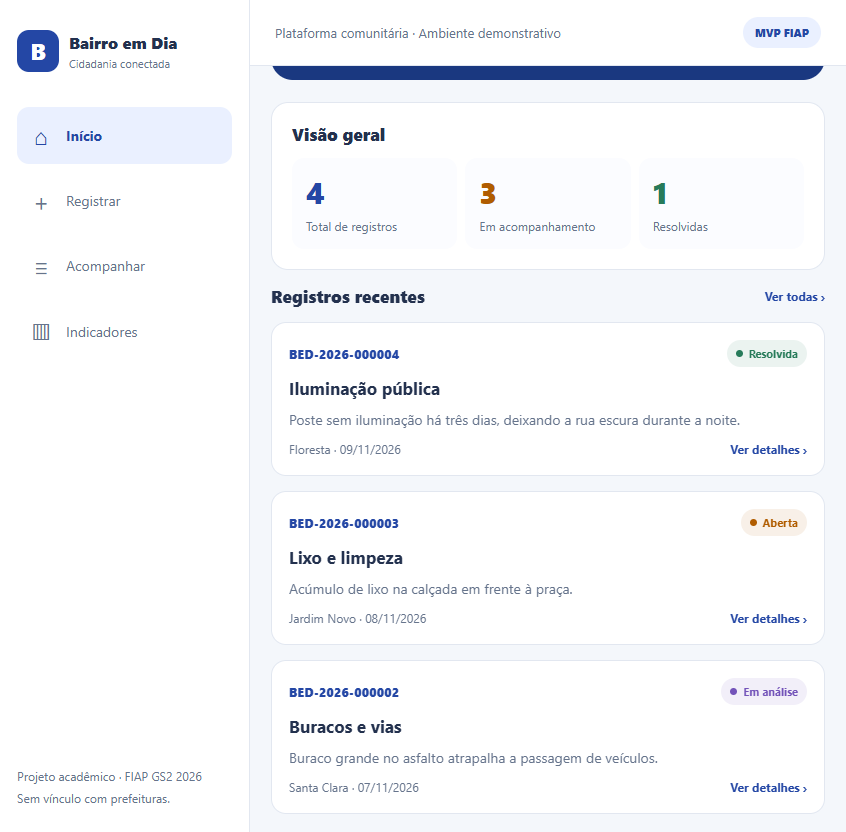 B
Bairro em Dia
Cidadania conectada
Início
Registrar
Acompanhar
Indicadores
Projeto acadêmico · FIAP GS2 2026
Sem vínculo com prefeituras.
Plataforma comunitária · Ambiente demonstrativo
MVP FIAP
Visão geral
4
Total de registros
3
Em acompanhamento
1
Resolvidas
Registros recentes
Ver todas ›
BED-2026-000004
Resolvida
Iluminação pública
Poste sem iluminação há três dias, deixando a rua escura durante a noite.
Floresta · 09/11/2026
Ver detalhes ›
BED-2026-000003
Aberta
Lixo e limpeza
Acúmulo de lixo na calçada em frente à praça.
Jardim Novo · 08/11/2026
Ver detalhes ›
BED-2026-000002
Em análise
Buracos e vias
Buraco grande no asfalto atrapalha a passagem de veículos.
Santa Clara · 07/11/2026
Ver detalhes ›